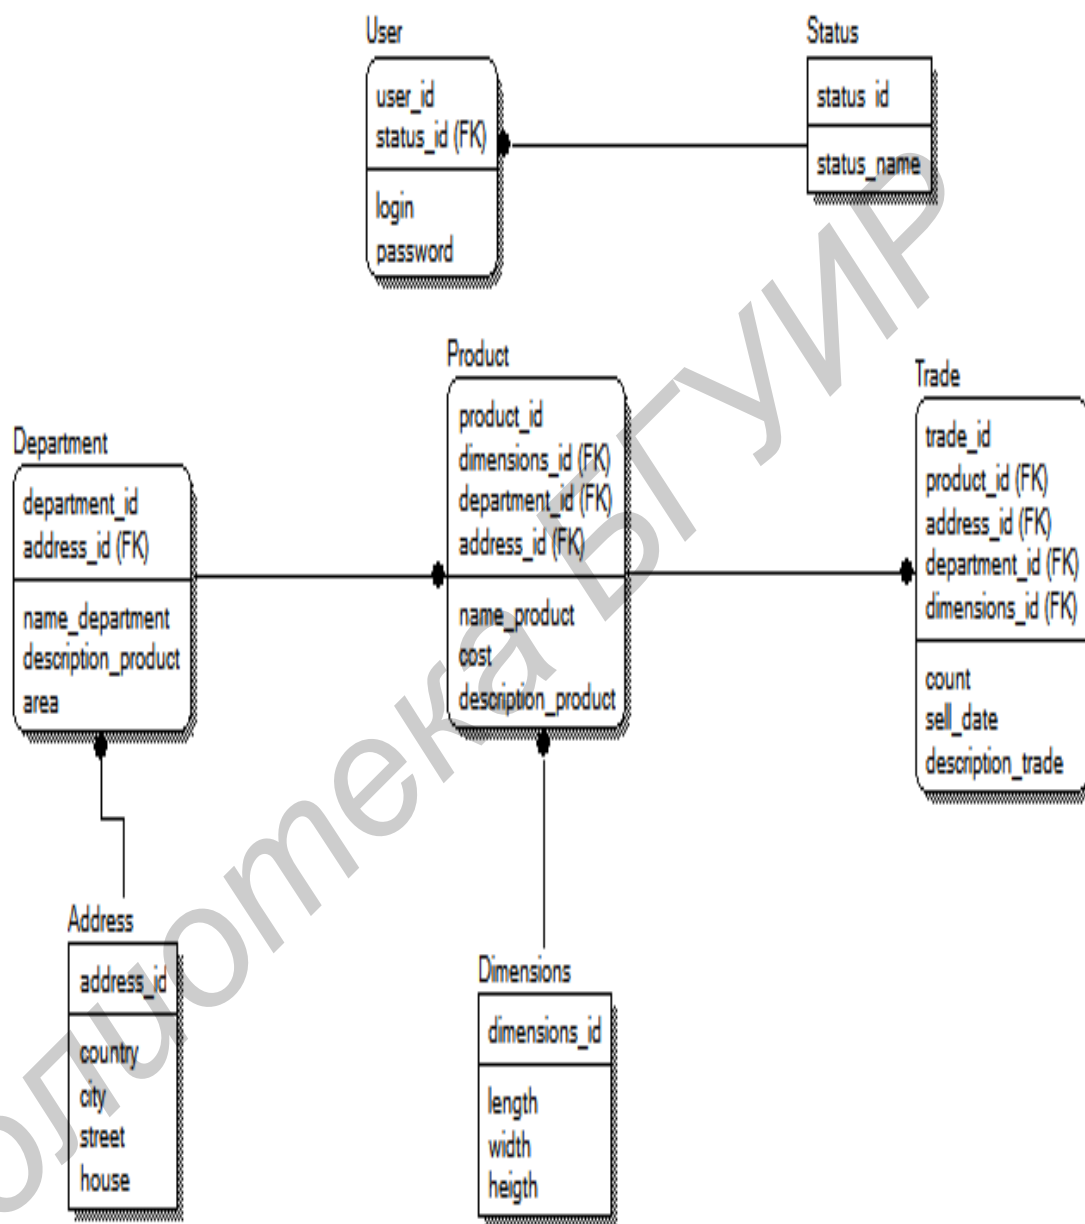 User
user_id
status_id (FK)
login
password
Status
status_id
status_name
Product
product_id
dimensions_id (FK)
department_id (FK)
address_id (FK)
name_product
cost
description_product
Trade
trade_id
product_id (FK)
address_id (FK)
department_id (FK)
dimensions_id (FK)
count
sell_date
description_trade
Department
department_id
address_id (FK)
name_department
description_product
area
Address
address_id
country
city
street
house
Dimensions
dimensions_id
length
width
heigth
БГУИР